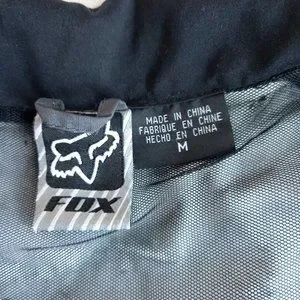 FOX
MADE IN CHINA
FABRIQUE EN CHINE
HECHO EN CHINA
M